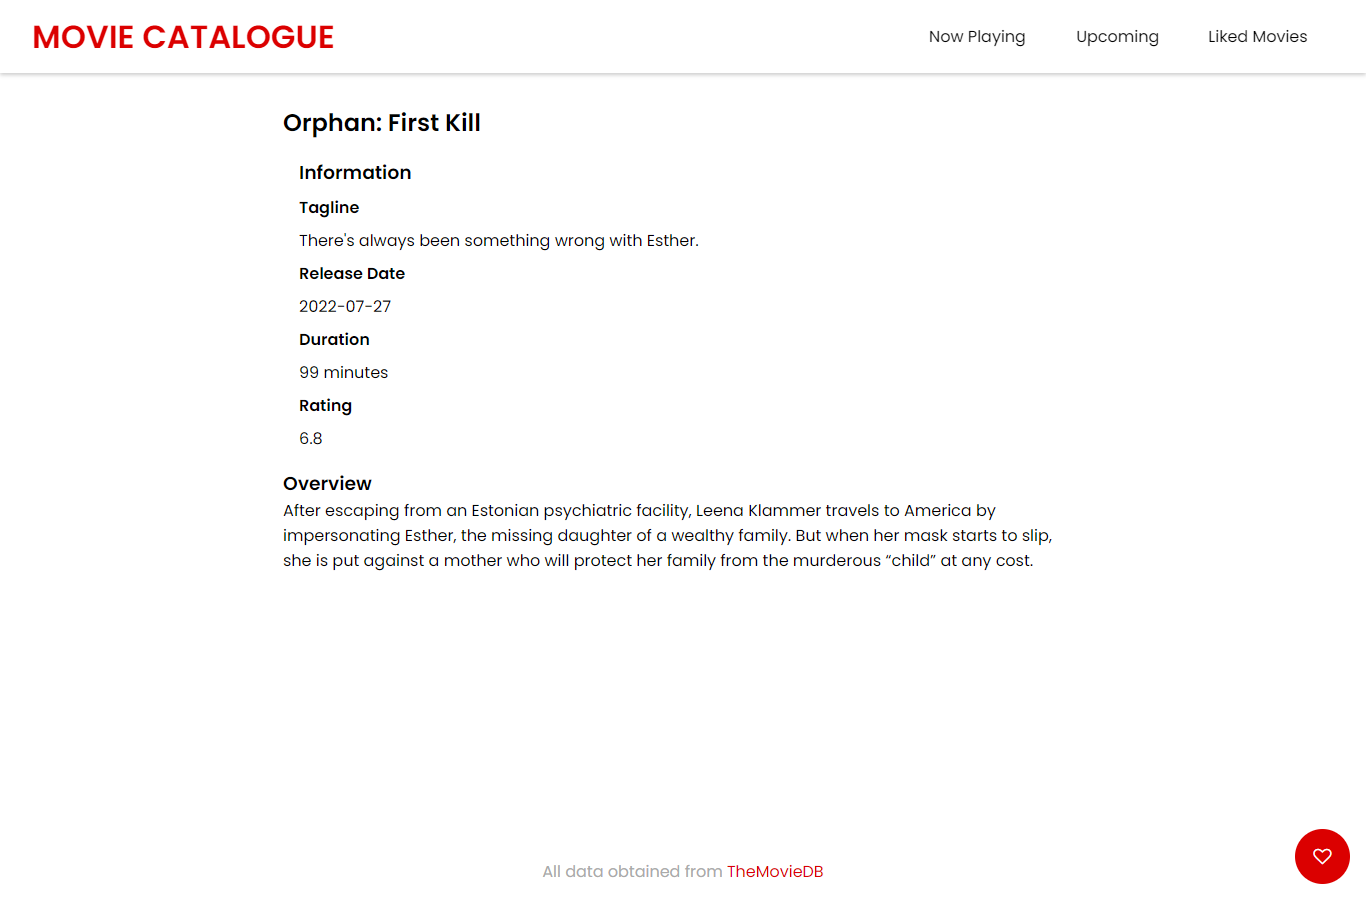 MOVIE CATALOGUE
Now Playing
Upcoming
Liked Movies
Orphan: First Kill
Information
Tagline
There's always been something wrong with Esther.
Release Date
2022-07-27
Duration
99 minutes
Rating
6.8
Overview
After escaping from an Estonian psychiatric facility, Leena Klammer travels to America by
impersonating Esther, the missing daughter of a wealthy family. But when her mask starts to slip,
she is put against a mother who will protect her family from the murderous “child” at any cost.
All data obtained from TheMovieDB